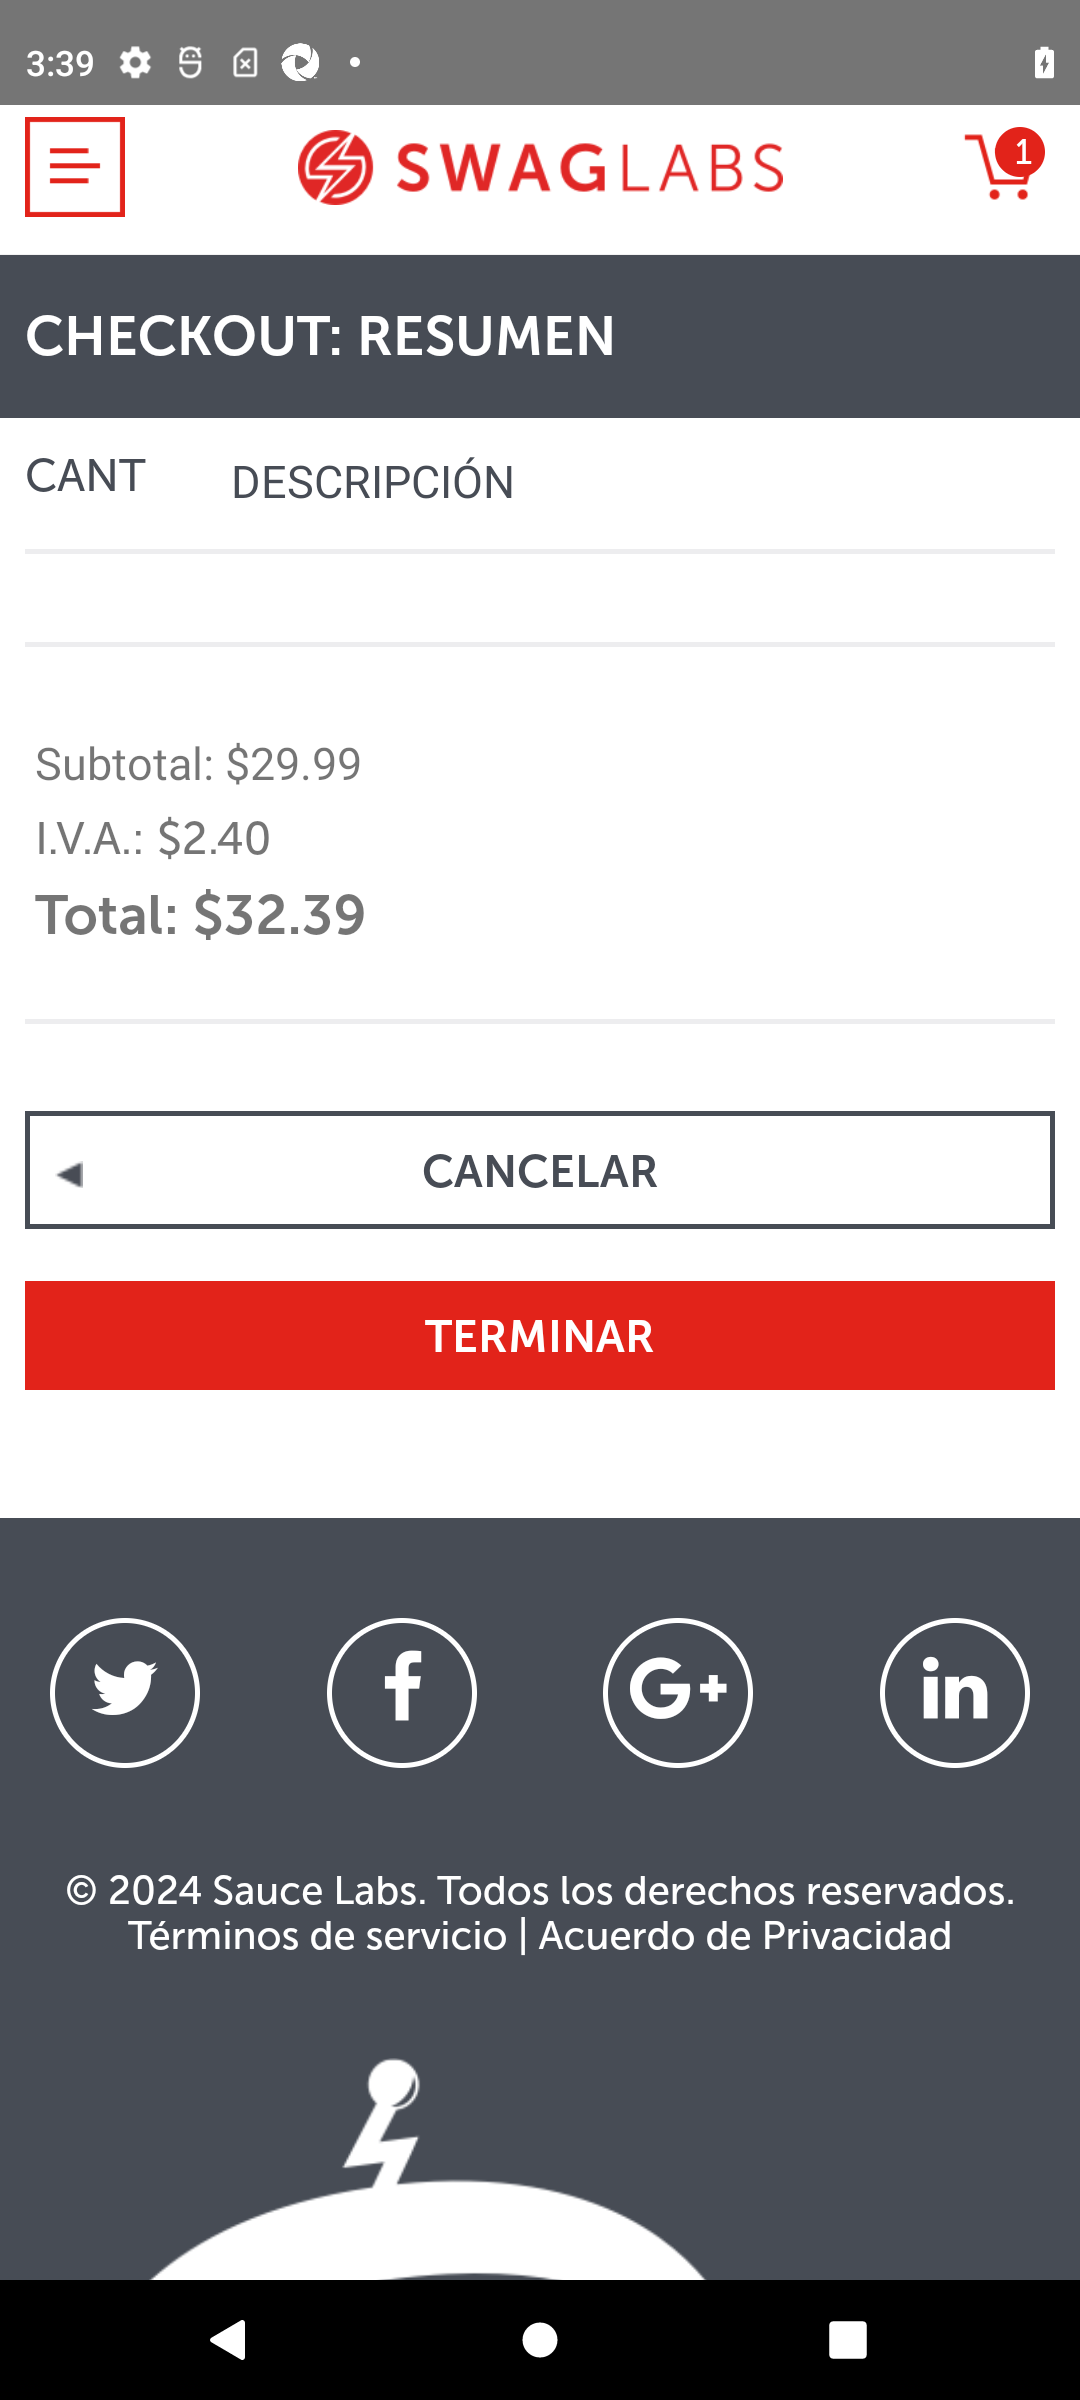 3:39
SWAGLABS
1
CHECKOUT: RESUMEN
CANT
DESCRIPCIÓN
Subtotal: $29.99
I.V.A.: $2.40
Total: $32.39
CANCELAR
TERMINAR
© 2024 Sauce Labs. Todos los derechos reservados.
Términos de servicio | Acuerdo de Privacidad